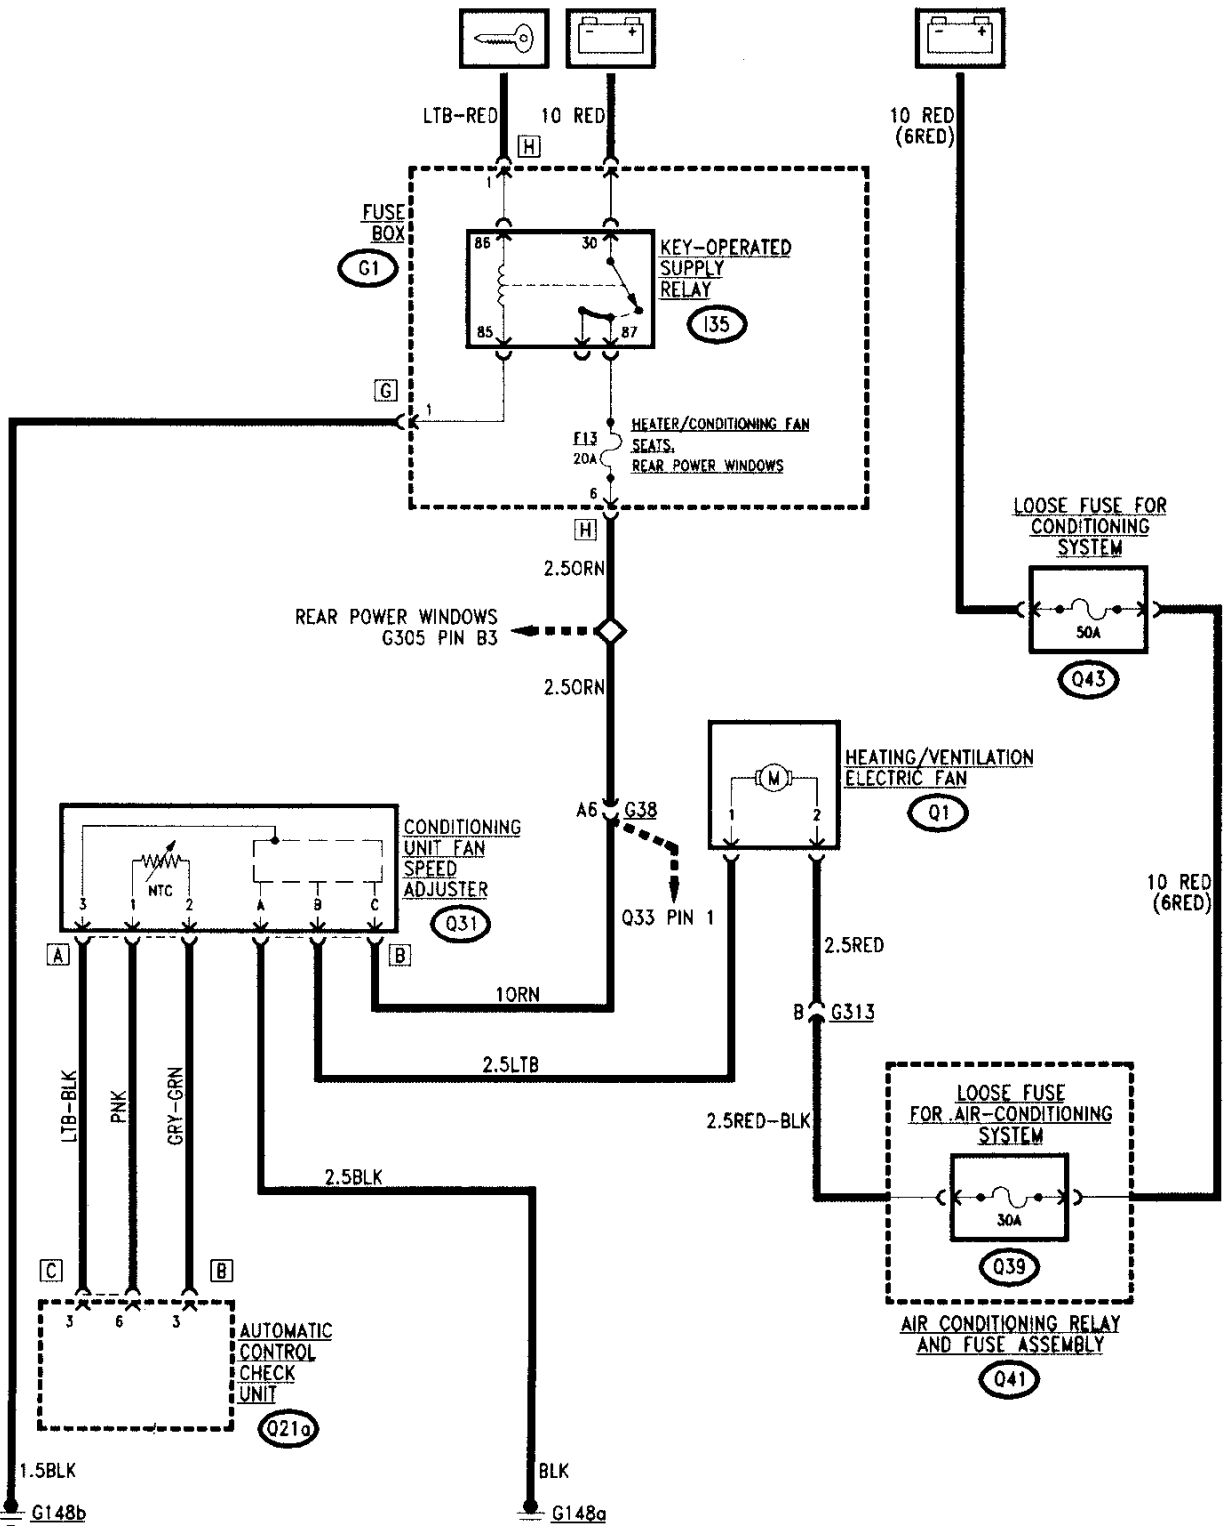 - +
- +
LTB-RED
10 RED
10 RED
(6RED)
H
1
FUSE
BOX
G1
86
30
KEY-OPERATED
SUPPLY
RELAY
I35
85
87
G
1
F13
20A
HEATER/CONDITIONING FAN
SEATS,
REAR POWER WINDOWS
6
H
LOOSE FUSE FOR
CONDITIONING
SYSTEM
50A
Q43
2.5ORN
REAR POWER WINDOWS
G305 PIN B3
2.5ORN
HEATING/VENTILATION
ELECTRIC FAN
Q1
M
1
2
A6
G38
Q33 PIN 1
CONDITIONING
UNIT FAN
SPEED
ADJUSTER
Q31
NTC
3
1
2
A
B
C
A
B
10 RED
(6RED)
2.5RED
1ORN
B
G313
2.5LTB
LTB-BLK
PNK
GRY-GRN
2.5RED-BLK
LOOSE FUSE
FOR AIR-CONDITIONING
SYSTEM
30A
Q39
2.5BLK
C
B
3
6
3
AUTOMATIC
CONTROL
CHECK
UNIT
Q21a
AIR CONDITIONING RELAY
AND FUSE ASSEMBLY
Q41
1.5BLK
BLK
G148b
G148a